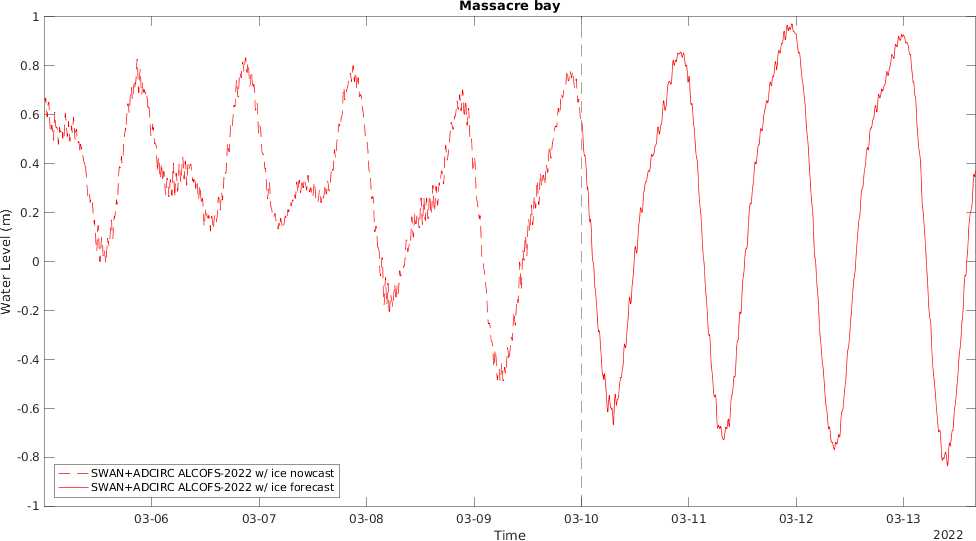 Massacre bay
1
0.8
0.6
0.4
0.2
0
-0.2
-0.4
-0.6
-0.8
-1
Water Level (m)
SWAN+ADCIRC ALCOFS-2022 w/ ice nowcast
SWAN+ADCIRC ALCOFS-2022 w/ ice forecast
03-06 03-07 03-08 03-09 03-10 03-11 03-12 03-13
Time
2022